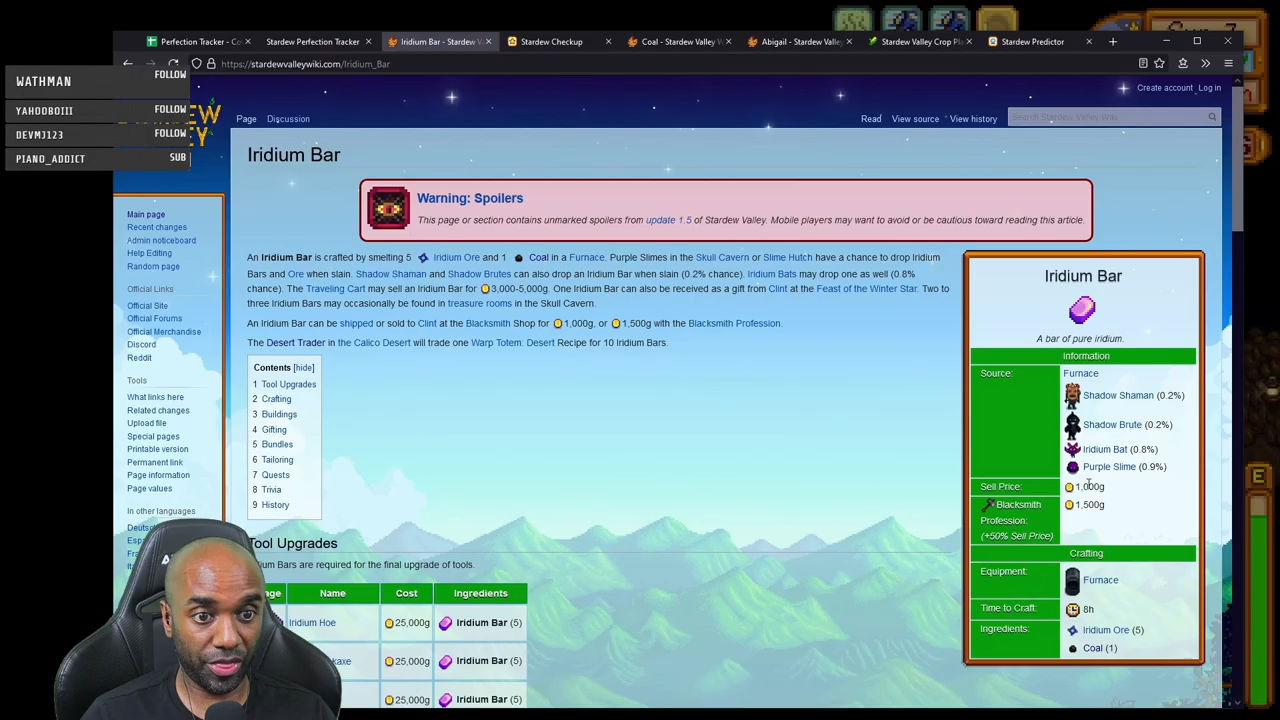 Perfection Tracker - Co
Stardew Perfection Tracker
Iridium Bar - Stardew V
Stardew Checkup
Coal - Stardew Valley W
Abigail - Stardew Valley
Stardew Valley Crop Pla
Stardew Predictor
https://stardewvalleywiki.com/Iridium_Bar
WATHMAN FOLLOW
YAHOOBOIII FOLLOW
DEVMJ123 FOLLOW
PIANO_ADDICT SUB
Create account Log in
Page Discussion
Read View source View history
Search Stardew Valley Wiki
Iridium Bar
Warning: Spoilers
This page or section contains unmarked spoilers from update 1.5 of Stardew Valley. Mobile players may want to avoid or be cautious toward reading this article.
Main page
Recent changes
Admin noticeboard
Help Editing
Random page
Official Links
Official Site
Official Forums
Official Merchandise
Discord
Reddit
Tools
What links here
Related changes
Upload file
Special pages
Printable version
Permanent link
Page information
Page values
In other languages
Deutsch
An Iridium Bar is crafted by smelting 5 Iridium Ore and 1 Coal in a Furnace. Purple Slimes in the Skull Cavern or Slime Hutch have a chance to drop Iridium
Bars and Ore when slain. Shadow Shaman and Shadow Brutes can also drop an Iridium Bar when slain (0.2% chance). Iridium Bats may drop one as well (0.8%
chance). The Traveling Cart may sell an Iridium Bar for 3,000-5,000g. One Iridium Bar can also be received as a gift from Clint at the Feast of the Winter Star. Two to
three Iridium Bars may occasionally be found in treasure rooms in the Skull Cavern.
An Iridium Bar can be shipped or sold to Clint at the Blacksmith Shop for 1,000g, or 1,500g with the Blacksmith Profession.
The Desert Trader in the Calico Desert will trade one Warp Totem: Desert Recipe for 10 Iridium Bars.
Contents [hide]
1 Tool Upgrades
2 Crafting
3 Buildings
4 Gifting
5 Bundles
6 Tailoring
7 Quests
8 Trivia
9 History
Tool Upgrades
Bars are required for the final upgrade of tools.
Name Cost Ingredients
Iridium Hoe 25,000g Iridium Bar (5)
25,000g Iridium Bar (5)
25,000g Iridium Bar (5)
Iridium Bar
A bar of pure iridium.
Information
Source: Furnace
Shadow Shaman (0.2%)
Shadow Brute (0.2%)
Iridium Bat (0.8%)
Purple Slime (0.9%)
Sell Price: 1,000g
Blacksmith 1,500g
Profession:
(+50% Sell Price)
Crafting
Equipment: Furnace
Time to Craft: 8h
Ingredients: Iridium Ore (5)
Coal (1)
E